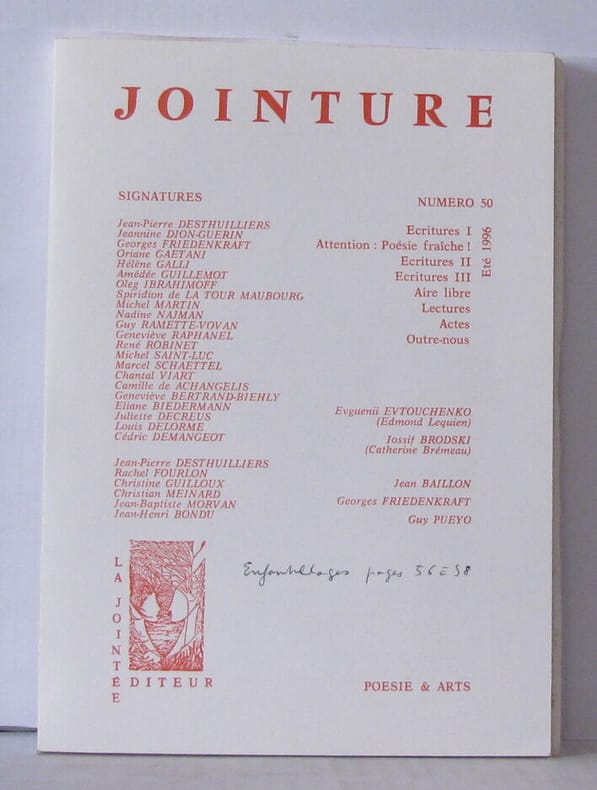 JOINTURE
SIGNATURES
Jean-Pierre DESTHUILLIERS
Jeannine DION-GUERIN
Georges FRIEDENKRAFT
Oriane GAETANI
Hélène GALLI
Amédée GUILLEMOT
Oleg IBRAHIMOFF
Spiridion de LA TOUR MAUBOURG
Michel MARTIN
Nadine NAJMAN
Guy RAMETTE-VOVAN
Geneviève RAPHANEL
René ROBINET
Michel SAINT-LUC
Marcel SCHAETTEL
Chantal VIART
Camille de ACHANGELIS
Geneviève BERTRAND-BIEHLY
Eliane BIEDERMANN
Juliette DECREUS
Louis DELORME
Cédric DEMANGEOT
Jean-Pierre DESTHUILLIERS
Rachel FOURLON
Christine GUILLOUX
Christian MEINARD
Jean-Baptiste MORVAN
Jean-Henri BONDU
NUMERO 50
Eté 1996
Ecritures I
Attention : Poésie fraîche !
Ecritures II
Ecritures III
Aire libre
Lectures
Actes
Outre-nous
Evguenii EVTOUCHENKO
(Edmond Lequien)
Iossif BRODSKI
(Catherine Brémeau)
Jean BAILLON
Georges FRIEDENKRAFT
Guy PUEYO
Enfantillages pages 56 à 58
LA JOINTÉE
EDITEUR
POESIE & ARTS